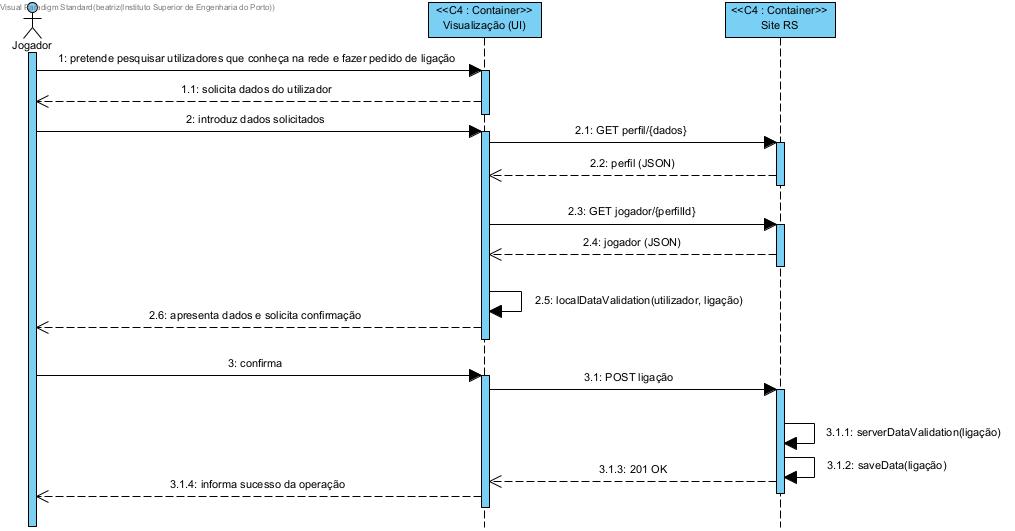 Visual Paradigm Standard(beatriz(Instituto Superior de Engenharia do Porto))
<<C4 : Container>>
Visualização (UI)
<<C4 : Container>>
Site RS
Jogador
1: pretende pesquisar utilizadores que conheça na rede e fazer pedido de ligação
1.1: solicita dados do utilizador
2: introduz dados solicitados
2.1: GET perfil/{dados}
2.2: perfil (JSON)
2.3: GET jogador/{perfilId}
2.4: jogador (JSON)
2.5: localDataValidation(utilizador, ligação)
2.6: apresenta dados e solicita confirmação
3: confirma
3.1: POST ligação
3.1.1: serverDataValidation(ligação)
3.1.2: saveData(ligação)
3.1.3: 201 OK
3.1.4: informa sucesso da operação